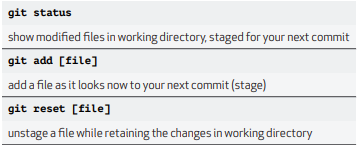 git status
show modified files in working directory, staged for your next commit
git add [file]
add a file as it looks now to your next commit (stage)
git reset [file]
unstage a file while retaining the changes in working directory